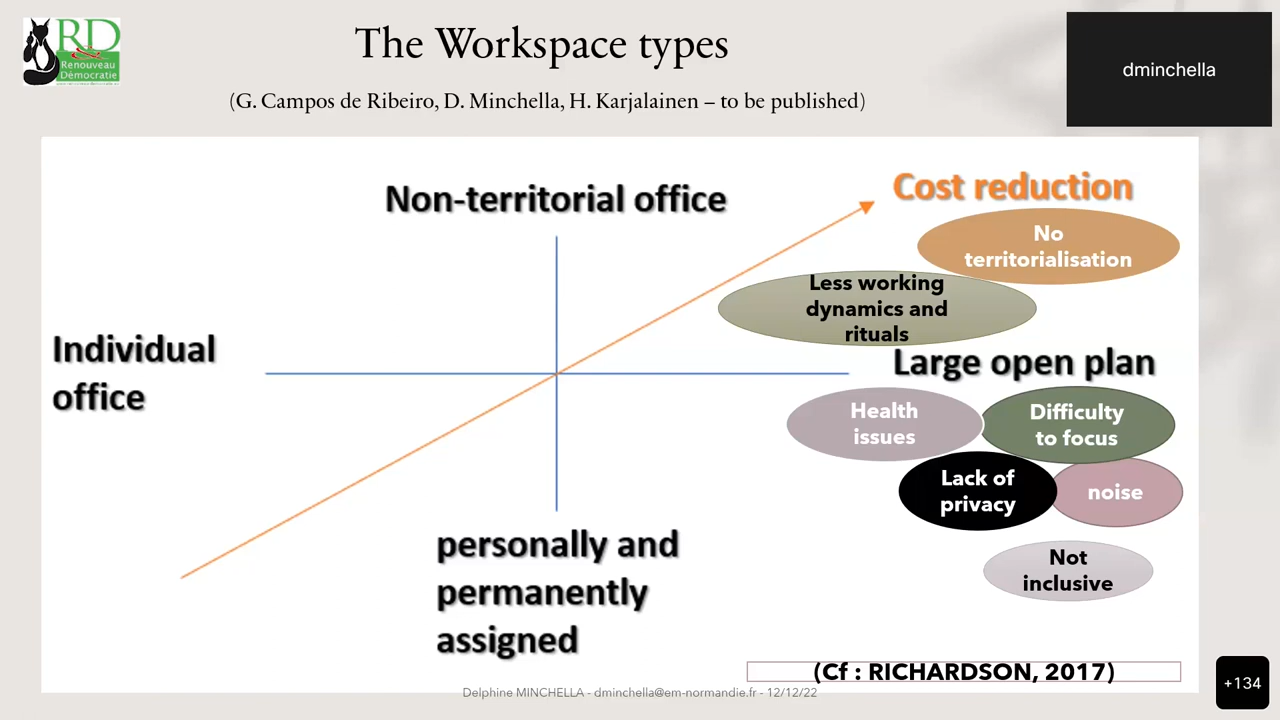 RD
Renouveau
Démocratie
The Workspace types
(G. Campos de Ribeiro, D. Minchella, H. Karjalainen – to be published)
dminchella
Non-territorial office
Cost reduction
No
territorialisation
Less working
dynamics and
rituals
Individual
office
Large open plan
Health
issues
Difficulty
to focus
Lack of
privacy
noise
Not
inclusive
personally and
permanently
assigned
(Cf : RICHARDSON, 2017)
Delphine MINCHELLA - dminchella@em-normandie.fr - 12/12/22
+134